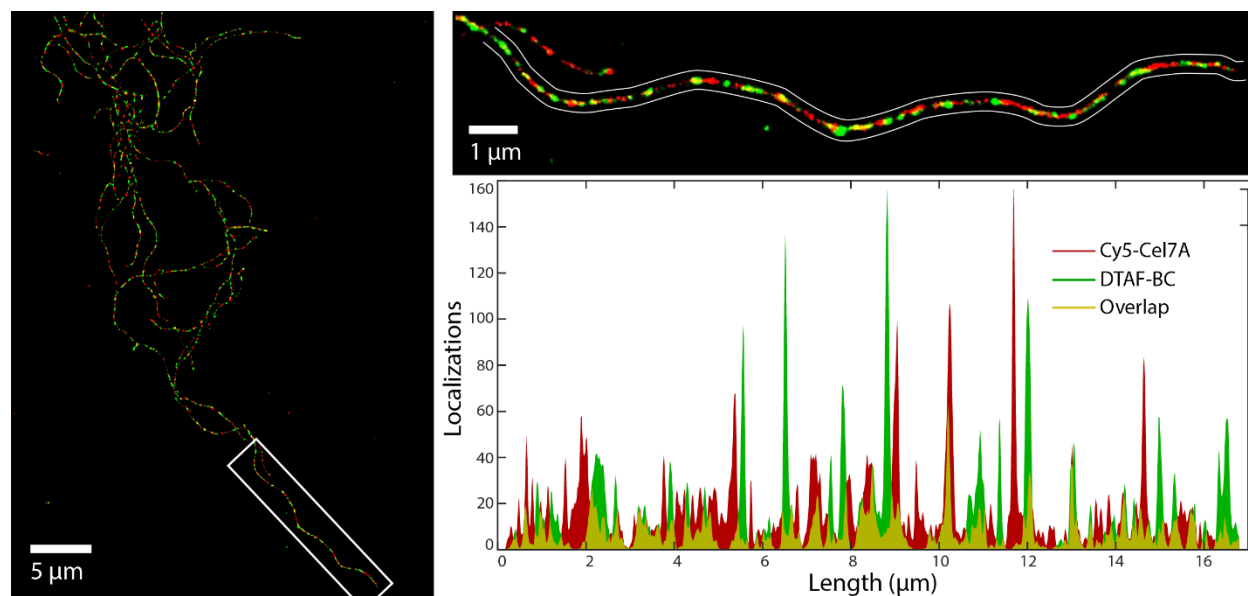 5 μm
1 μm
Localizations
160
140
120
100
80
60
40
20
0
Cy5-Cel7A
DTAF-BC
Overlap
0 2 4 6 8 10 12 14 16
Length (μm)